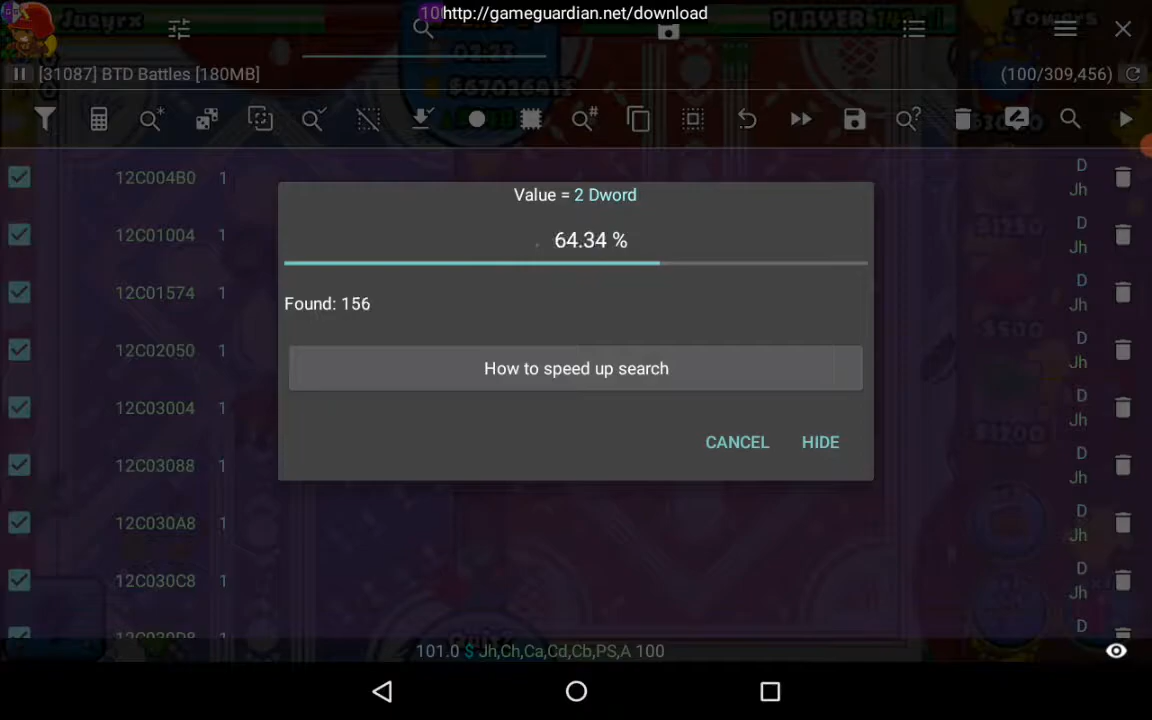 http://gameguardian.net/download
[31087] BTD Battles [180MB]
(100/309,456)
12C004B0 1 D Jh
12C01004 1 D Jh
12C01574 1 D Jh
12C02050 1 D Jh
12C03004 1 D Jh
12C03088 1 D Jh
12C030A8 1 D Jh
12C030C8 1 D Jh
12C030D8 1 D
Value = 2 Dword
64.34 %
Found: 156
How to speed up search
CANCEL HIDE
101.0 $ Jh,Ch,Ca,Cd,Cb,PS,A 100